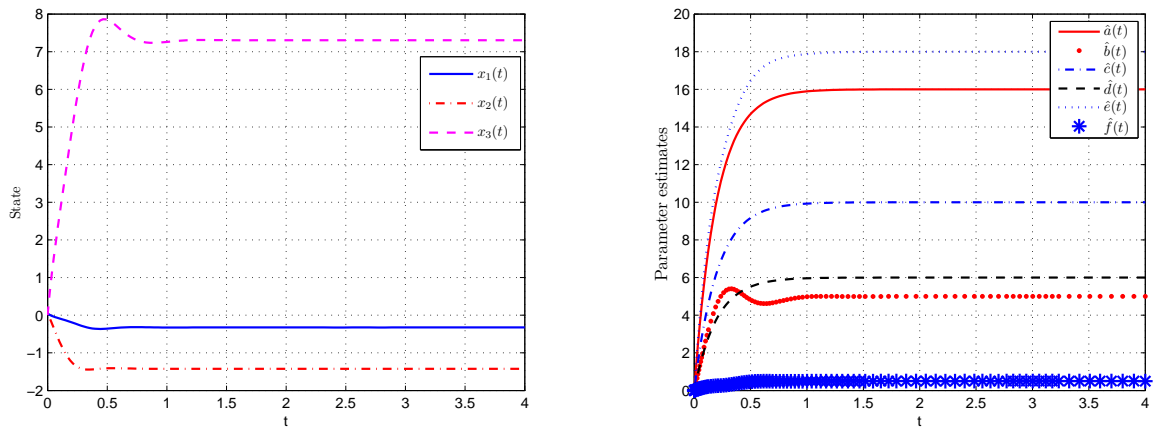 8
7
6
5
4
3
2
1
0
−1
−2
State
0 0.5 1 1.5 2 2.5 3 3.5 4
t
x₁(t)
x₂(t)
x₃(t)
20
18
16
14
12
10
8
6
4
2
0
Parameter estimates
0 0.5 1 1.5 2 2.5 3 3.5 4
t
â(t)
b̂(t)
ĉ(t)
d̂(t)
ê(t)
f̂(t)